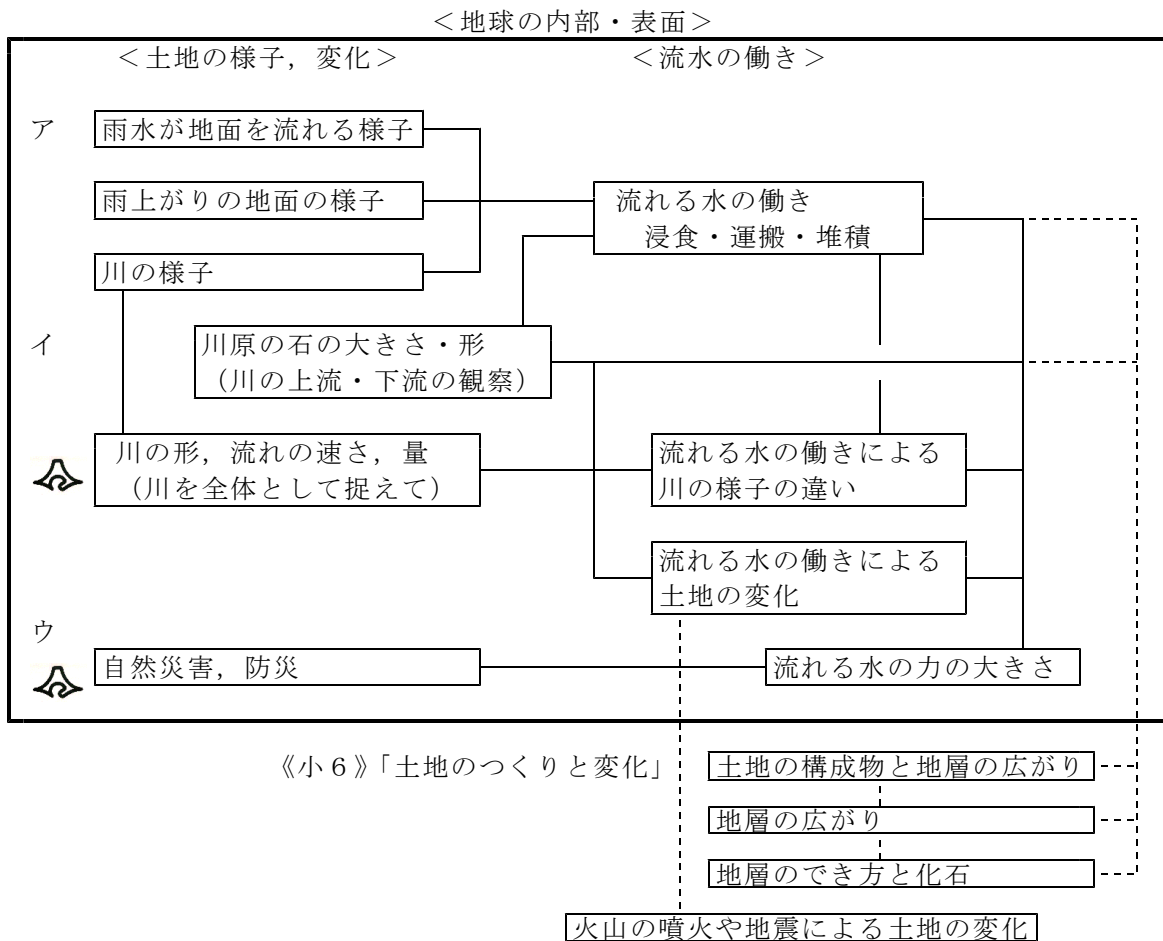 ＜地球の内部・表面＞
＜土地の様子，変化＞
＜流水の働き＞
ア
雨水が地面を流れる様子
雨上がりの地面の様子
流れる水の働き
浸食・運搬・堆積
川の様子
イ
川原の石の大きさ・形
（川の上流・下流の観察）
川の形，流れの速さ，量
（川を全体として捉えて）
流れる水の働きによる
川の様子の違い
流れる水の働きによる
土地の変化
ウ
自然災害，防災
流れる水の力の大きさ
《小６》「土地のつくりと変化」
土地の構成物と地層の広がり
地層の広がり
地層のでき方と化石
火山の噴火や地震による土地の変化